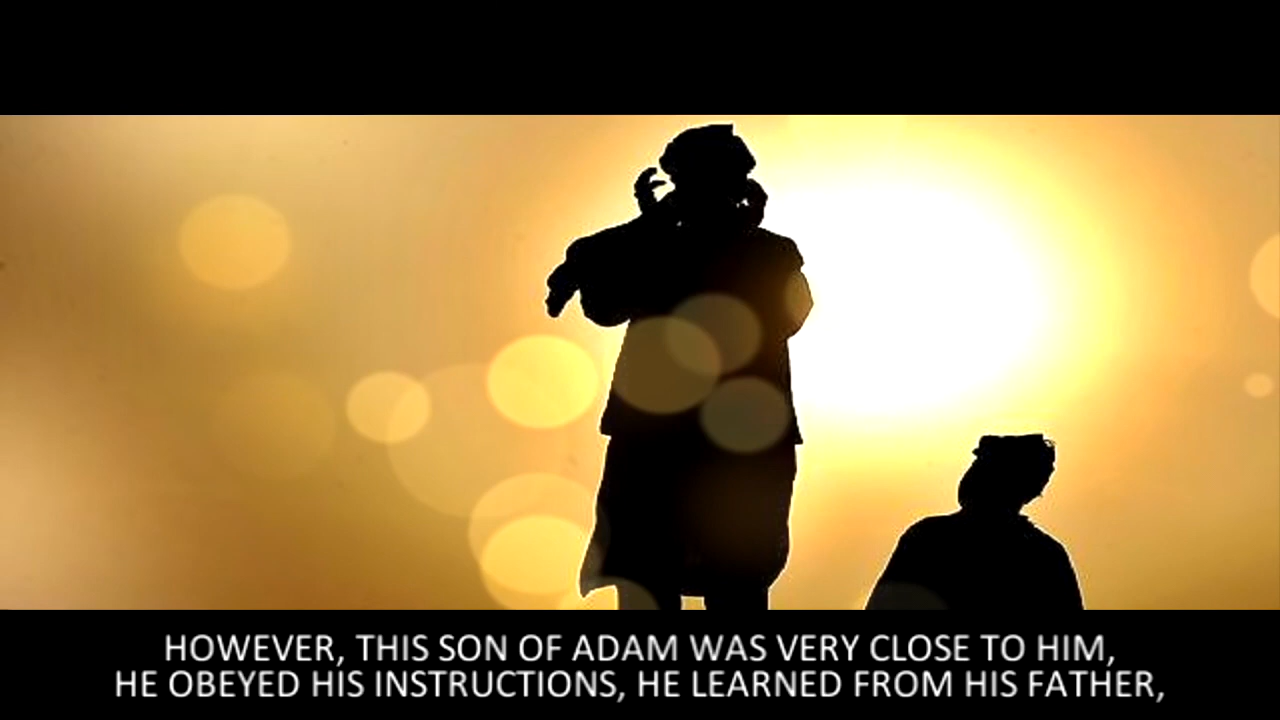 HOWEVER, THIS SON OF ADAM WAS VERY CLOSE TO HIM,
HE OBEYED HIS INSTRUCTIONS, HE LEARNED FROM HIS FATHER,